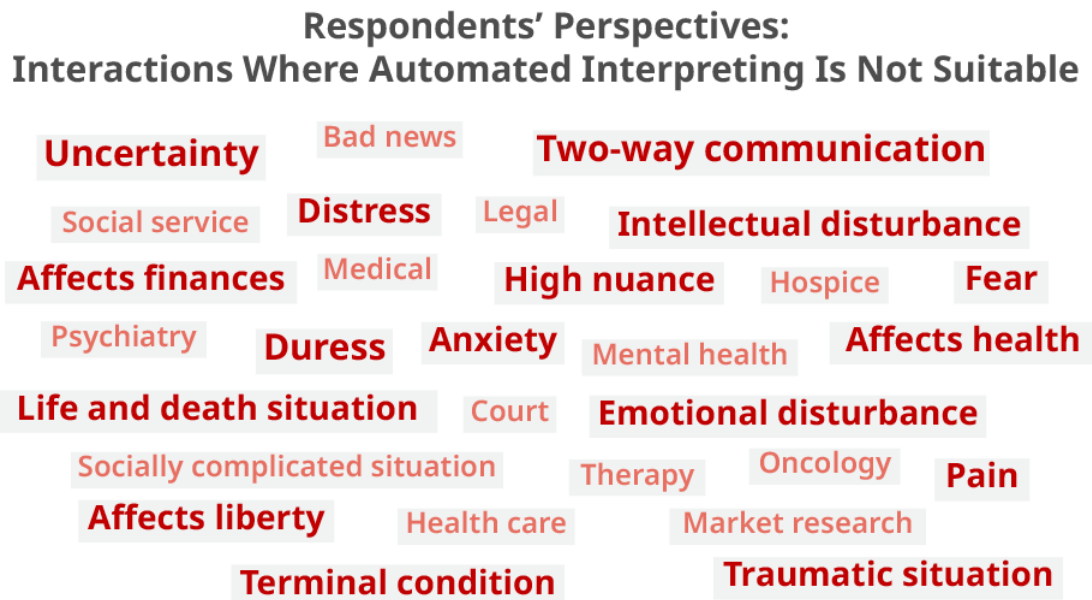 Respondents’ Perspectives:
Interactions Where Automated Interpreting Is Not Suitable
Uncertainty
Bad news
Two-way communication
Social service
Distress
Legal
Intellectual disturbance
Affects finances
Medical
High nuance
Hospice
Fear
Psychiatry
Duress
Anxiety
Mental health
Affects health
Life and death situation
Court
Emotional disturbance
Socially complicated situation
Therapy
Oncology
Pain
Affects liberty
Health care
Market research
Terminal condition
Traumatic situation